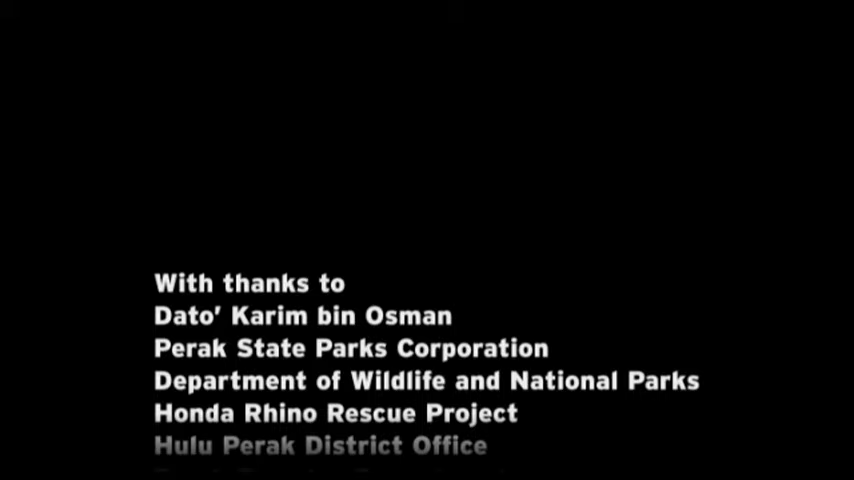 With thanks to
Dato’ Karim bin Osman
Perak State Parks Corporation
Department of Wildlife and National Parks
Honda Rhino Rescue Project
Hulu Perak District Office